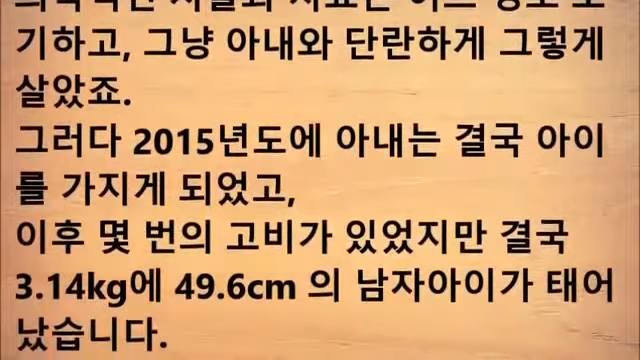 기하고, 그냥 아내와 단란하게 그렇게
살았죠.
그러다 2015년도에 아내는 결국 아이
를 가지게 되었고,
이후 몇 번의 고비가 있었지만 결국
3.14kg에 49.6cm 의 남자아이가 태어
났습니다.